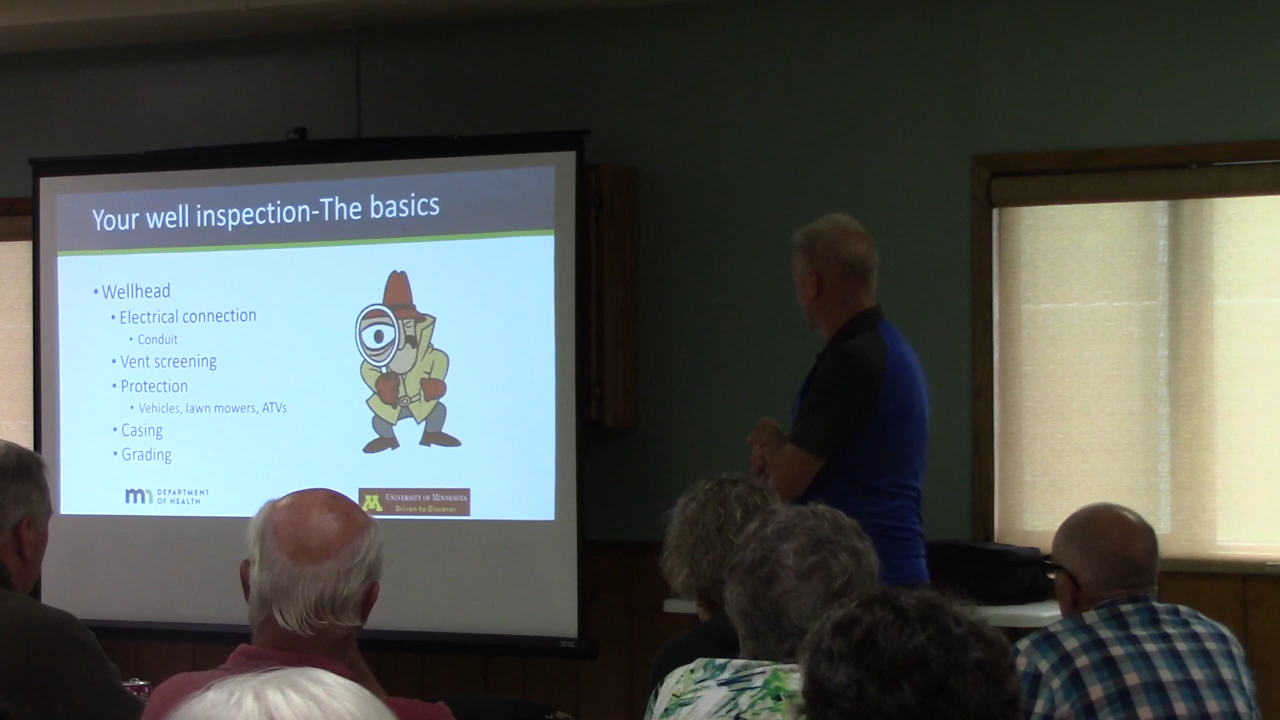 Your well inspection-The basics
• Wellhead
• Electrical connection
• Conduit
• Vent screening
• Protection
• Vehicles, lawn mowers, ATVs
• Casing
• Grading
mn DEPARTMENT
OF HEALTH
M UNIVERSITY OF MINNESOTA
Driven to Discover